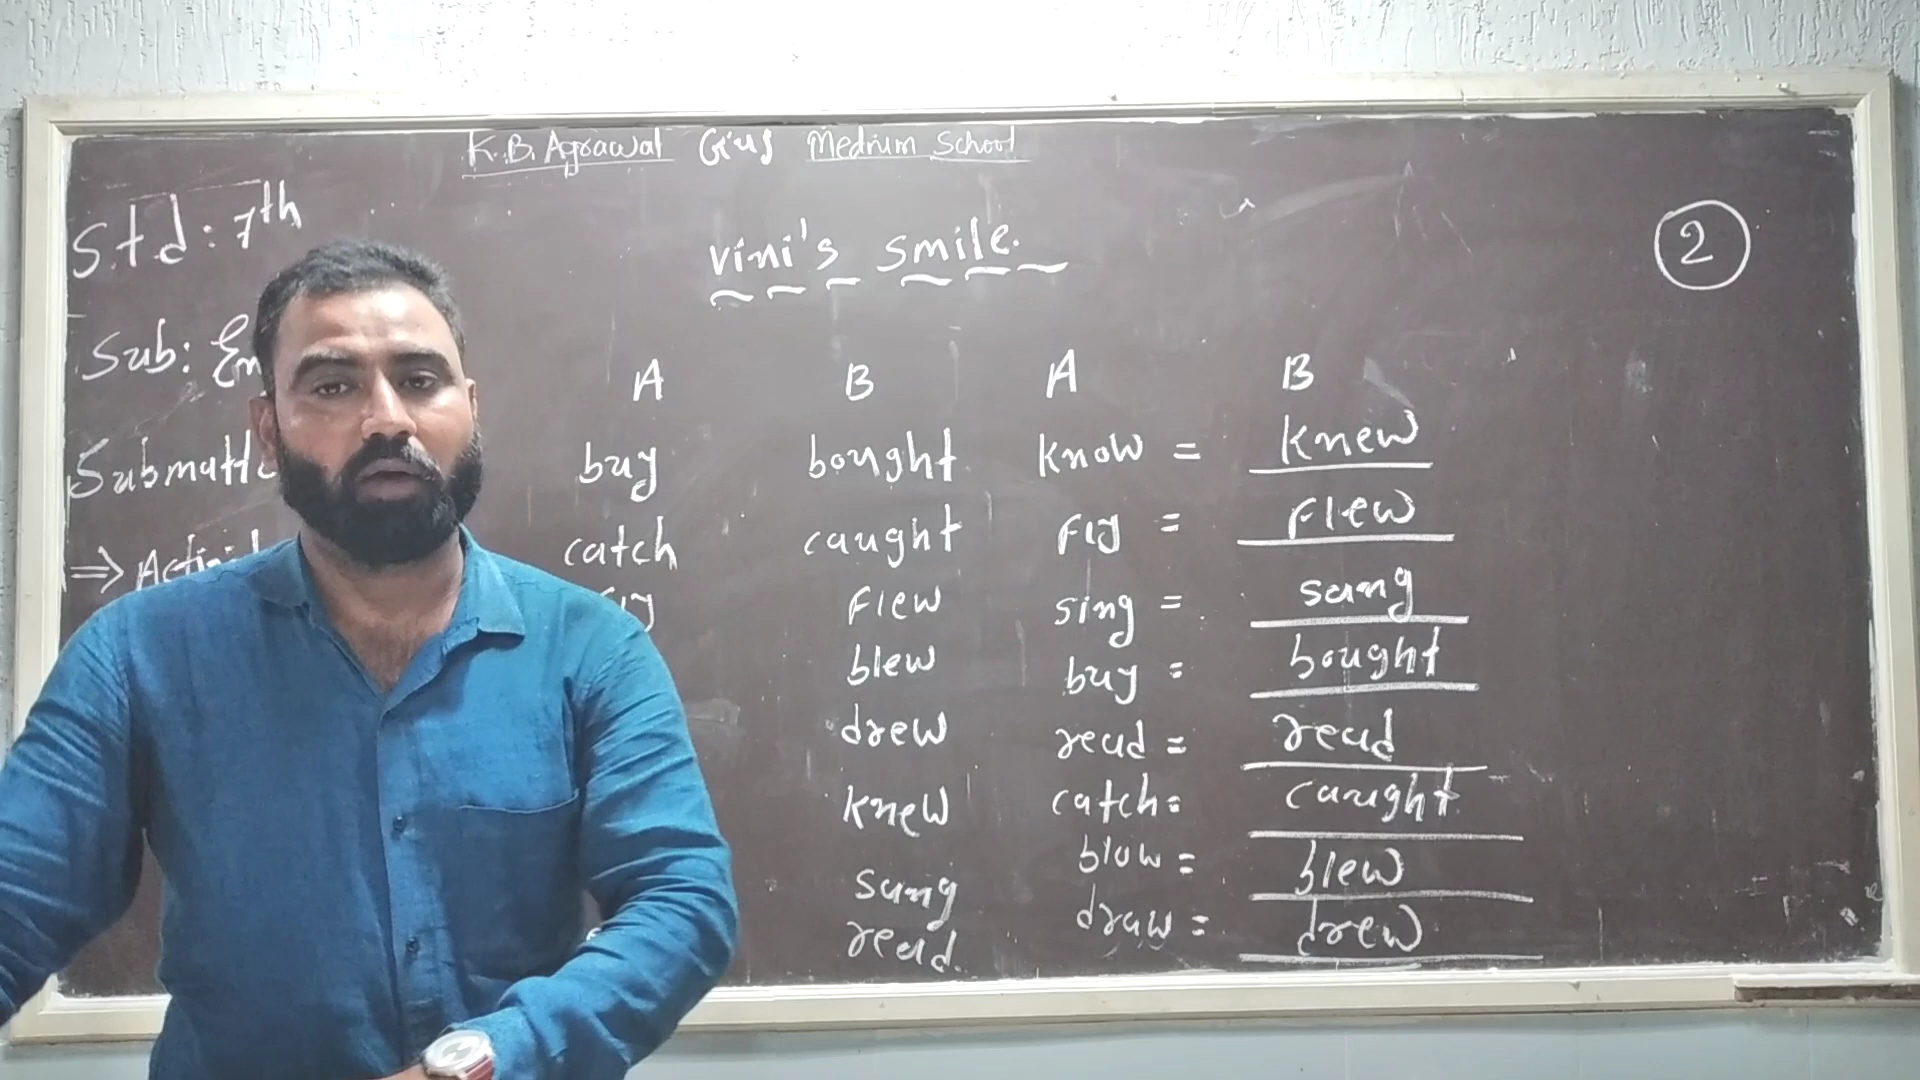 K.B. Agrawal Guj Medium School
Std: 7th
Vini's smile.
2
Sub: En
A B A B
buy bought know = knew
catch caught fly = flew
flew sing = sang
blew buy = bought
drew read = read
knew catch = caught
sang blow = blew
read. draw = drew